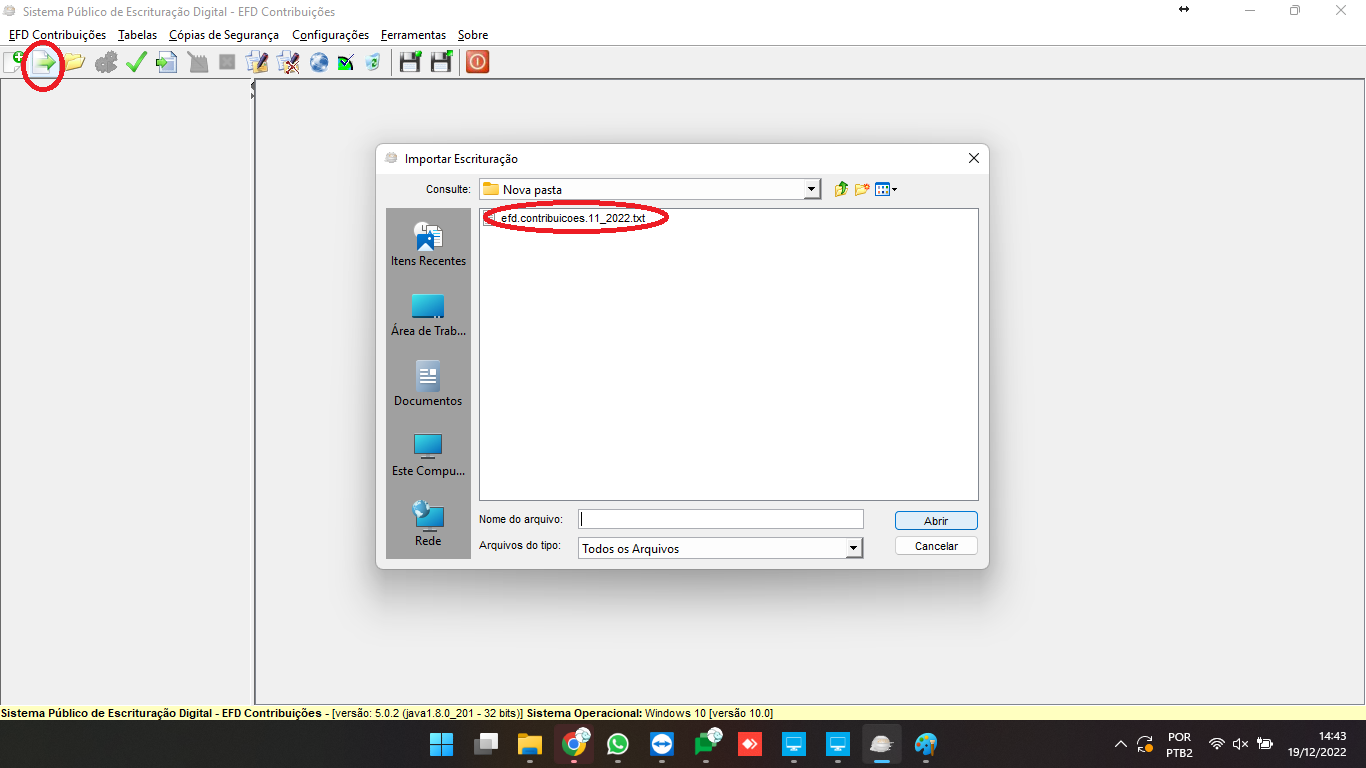 Sistema Público de Escrituração Digital - EFD Contribuições
EFD Contribuições Tabelas Cópias de Segurança Configurações Ferramentas Sobre
Importar Escrituração
Consulte: Nova pasta
efd.contribuicoes.11_2022.txt
Itens Recentes
Área de Trab...
Documentos
Este Compu...
Rede
Nome do arquivo:
Abrir
Arquivos do tipo: Todos os Arquivos
Cancelar
Sistema Público de Escrituração Digital - EFD Contribuições - [versão: 5.0.2 (java1.8.0_201 - 32 bits)] Sistema Operacional: Windows 10 [versão 10.0]
POR
PTB2
14:43
19/12/2022